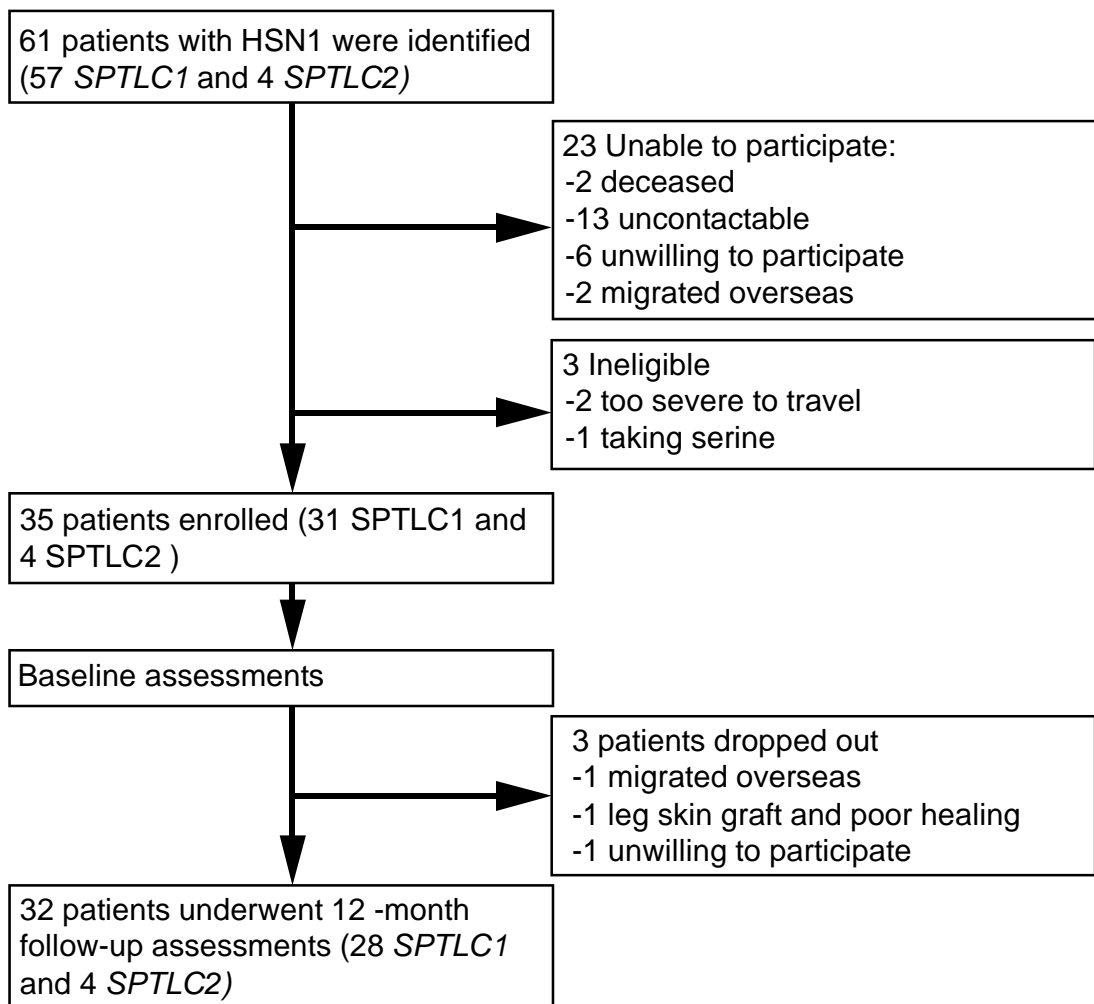 61 patients with HSN1 were identified
(57 SPTLC1 and 4 SPTLC2)
23 Unable to participate:
-2 deceased
-13 uncontactable
-6 unwilling to participate
-2 migrated overseas
3 Ineligible
-2 too severe to travel
-1 taking serine
35 patients enrolled (31 SPTLC1 and
4 SPTLC2 )
Baseline assessments
3 patients dropped out
-1 migrated overseas
-1 leg skin graft and poor healing
-1 unwilling to participate
32 patients underwent 12 -month
follow-up assessments (28 SPTLC1
and 4 SPTLC2)